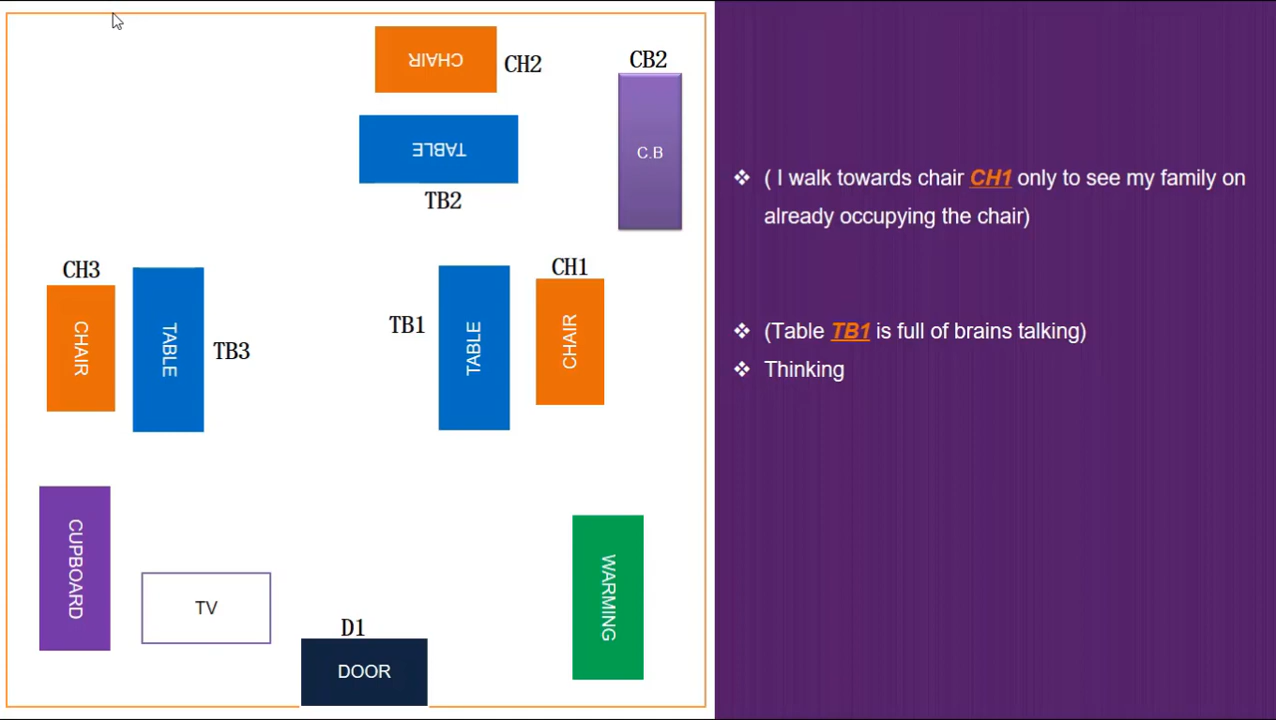 CHAIR
CH2
CB2
TABLE
C.B
TB2
CH3
CH1
CHAIR
TABLE
TB3
TB1
TABLE
CHAIR
CUPBOARD
TV
D1
DOOR
WARMING
❖ ( I walk towards chair CH1 only to see my family on
already occupying the chair)
❖ (Table TB1 is full of brains talking)
❖ Thinking